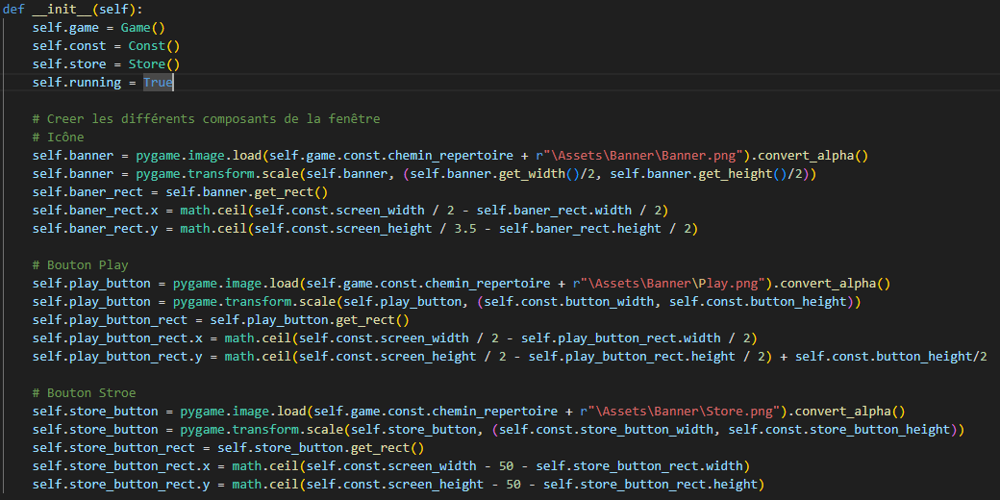 def __init__(self):
self.game = Game()
self.const = Const()
self.store = Store()
self.running = True
# Creer les différents composants de la fenêtre
# Icône
self.banner = pygame.image.load(self.game.const.chemin_repertoire + r"\Assets\Banner\Banner.png").convert_alpha()
self.banner = pygame.transform.scale(self.banner, (self.banner.get_width()/2, self.banner.get_height()/2))
self.baner_rect = self.banner.get_rect()
self.baner_rect.x = math.ceil(self.const.screen_width / 2 - self.baner_rect.width / 2)
self.baner_rect.y = math.ceil(self.const.screen_height / 3.5 - self.baner_rect.height / 2)
# Bouton Play
self.play_button = pygame.image.load(self.game.const.chemin_repertoire + r"\Assets\Banner\Play.png").convert_alpha()
self.play_button = pygame.transform.scale(self.play_button, (self.const.button_width, self.const.button_height))
self.play_button_rect = self.play_button.get_rect()
self.play_button_rect.x = math.ceil(self.const.screen_width / 2 - self.play_button_rect.width / 2)
self.play_button_rect.y = math.ceil(self.const.screen_height / 2 - self.play_button_rect.height / 2) + self.const.button_height/2
# Bouton Stroe
self.store_button = pygame.image.load(self.game.const.chemin_repertoire + r"\Assets\Banner\Store.png").convert_alpha()
self.store_button = pygame.transform.scale(self.store_button, (self.const.store_button_width, self.const.store_button_height))
self.store_button_rect = self.store_button.get_rect()
self.store_button_rect.x = math.ceil(self.const.screen_width - 50 - self.store_button_rect.width)
self.store_button_rect.y = math.ceil(self.const.screen_height - 50 - self.store_button_rect.height)